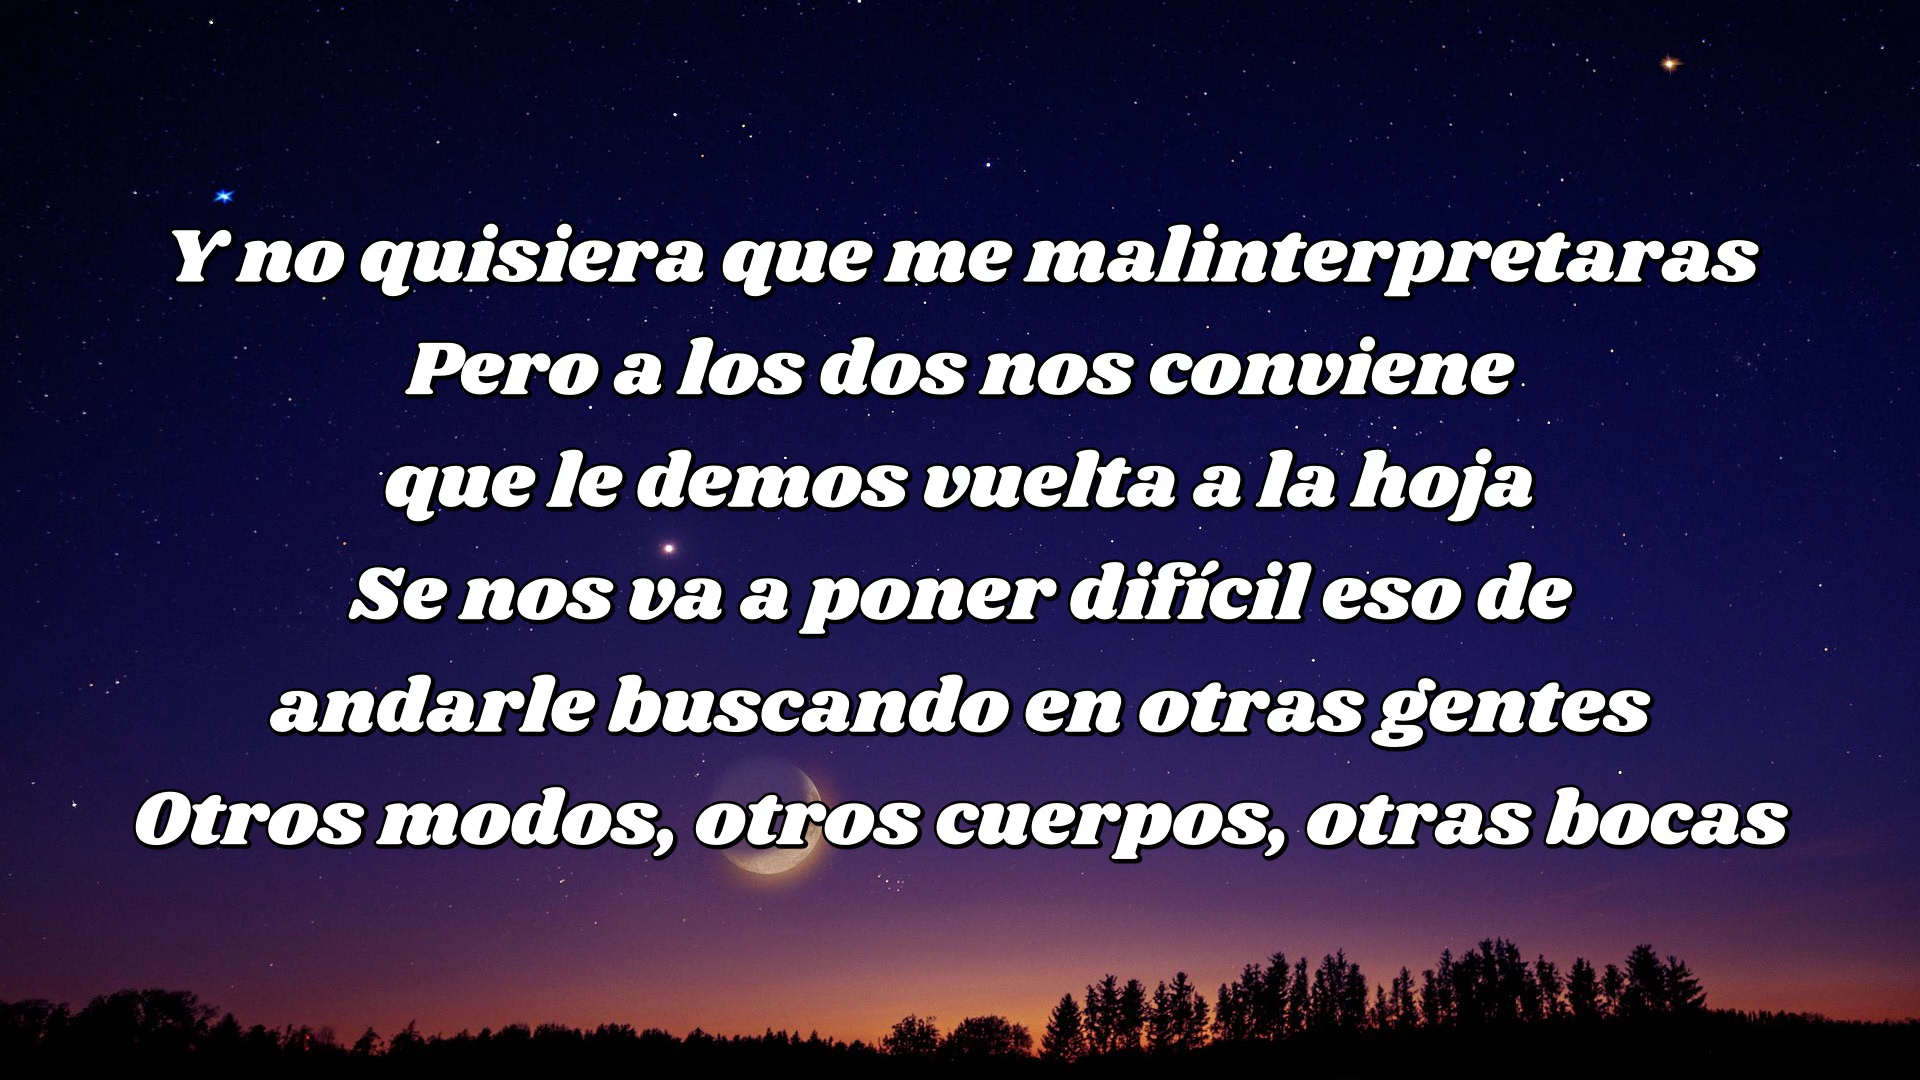 Y no quisiera que me malinterpretaras
Pero a los dos nos conviene
que le demos vuelta a la hoja
Se nos va a poner difícil eso de
andarle buscando en otras gentes
Otros modos, otros cuerpos, otras bocas